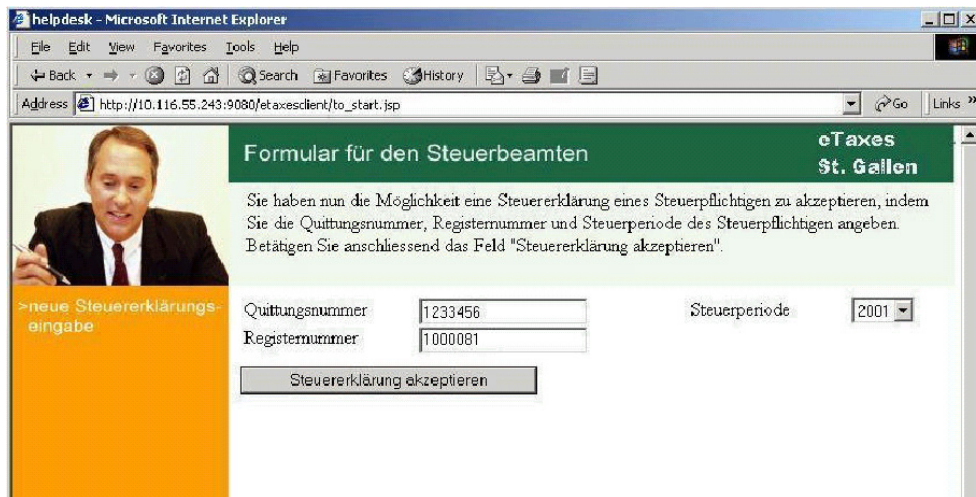 helpdesk - Microsoft Internet Explorer
File Edit View Favorites Tools Help
Back Search Favorites History
Address http://10.116.55.243:9080/etaxesclient/to_start.jsp Go Links »
Formular für den Steuerbeamten
eTaxes
St. Gallen
Sie haben nun die Möglichkeit eine Steuererklärung eines Steuerpflichtigen zu akzeptieren, indem
Sie die Quittungsnummer, Registernummer und Steuerperiode des Steuerpflichtigen angeben.
Betätigen Sie anschliessend das Feld "Steuererklärung akzeptieren".
>neue Steuererklärungs-
eingabe
Quittungsnummer 1233456 Steuerperiode 2001
Registernummer 1000081
Steuererklärung akzeptieren